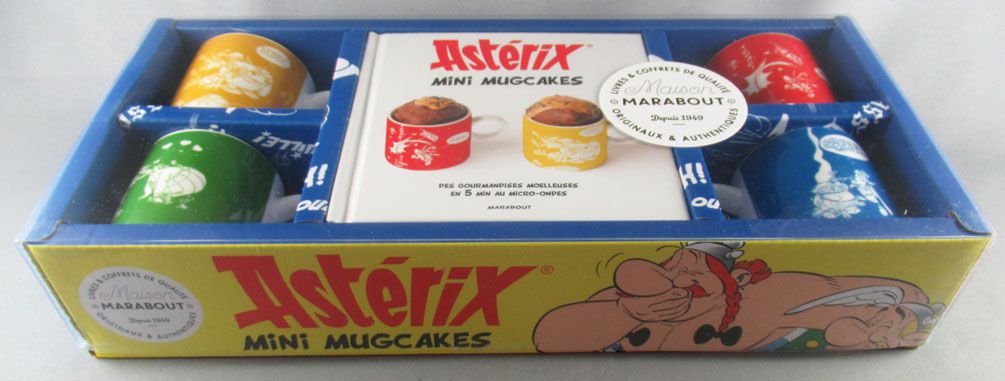 Astérix®
MINI MUGCAKES
LIVRES & COFFRETS DE QUALITÉ
Maison
MARABOUT
Depuis 1949
ORIGINAUX & AUTHENTIQUES
DES GOURMANDISES MOELLEUSES
EN 5 MIN AU MICRO-ONDES
MARABOUT
LIVRES & COFFRETS DE QUALITÉ
Maison
MARABOUT
Depuis 1949
ORIGINAUX & AUTHENTIQUES
Astérix®
MINI MUGCAKES